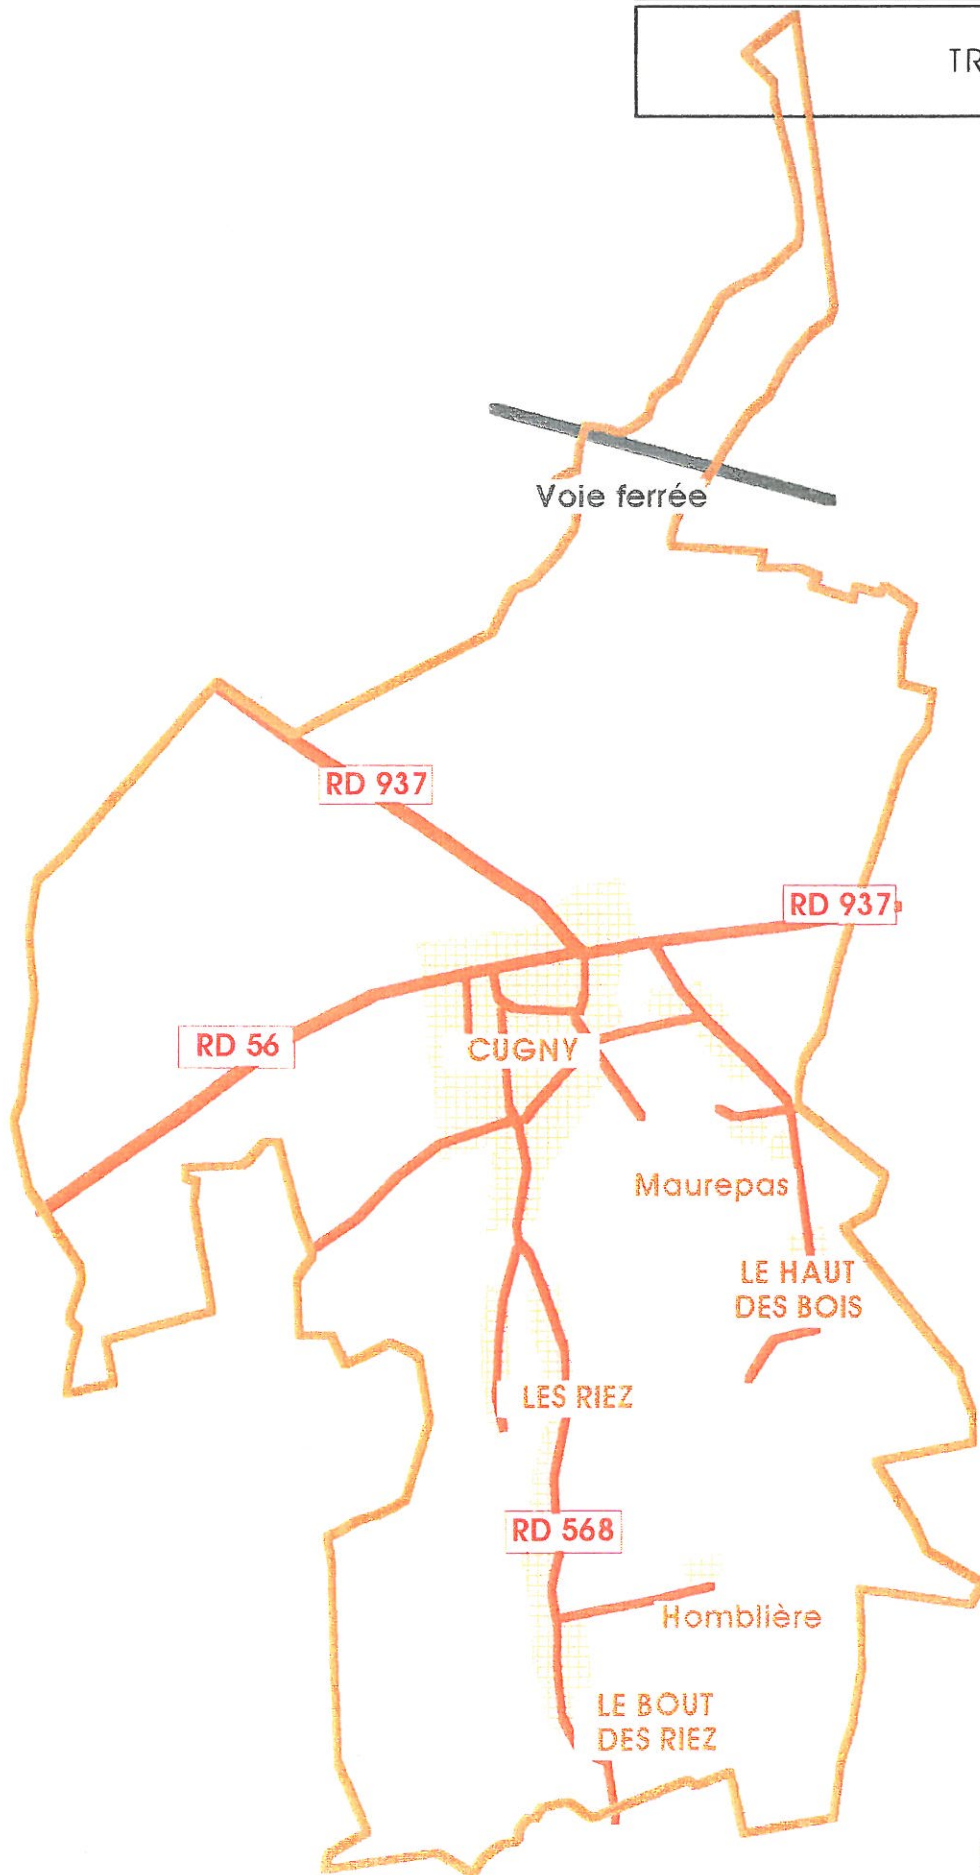 TR
Voie ferrée
RD 937
RD 937
RD 56
CUGNY
Maurepas
LE HAUT
DES BOIS
LES RIEZ
RD 568
Homblière
LE BOUT
DES RIEZ